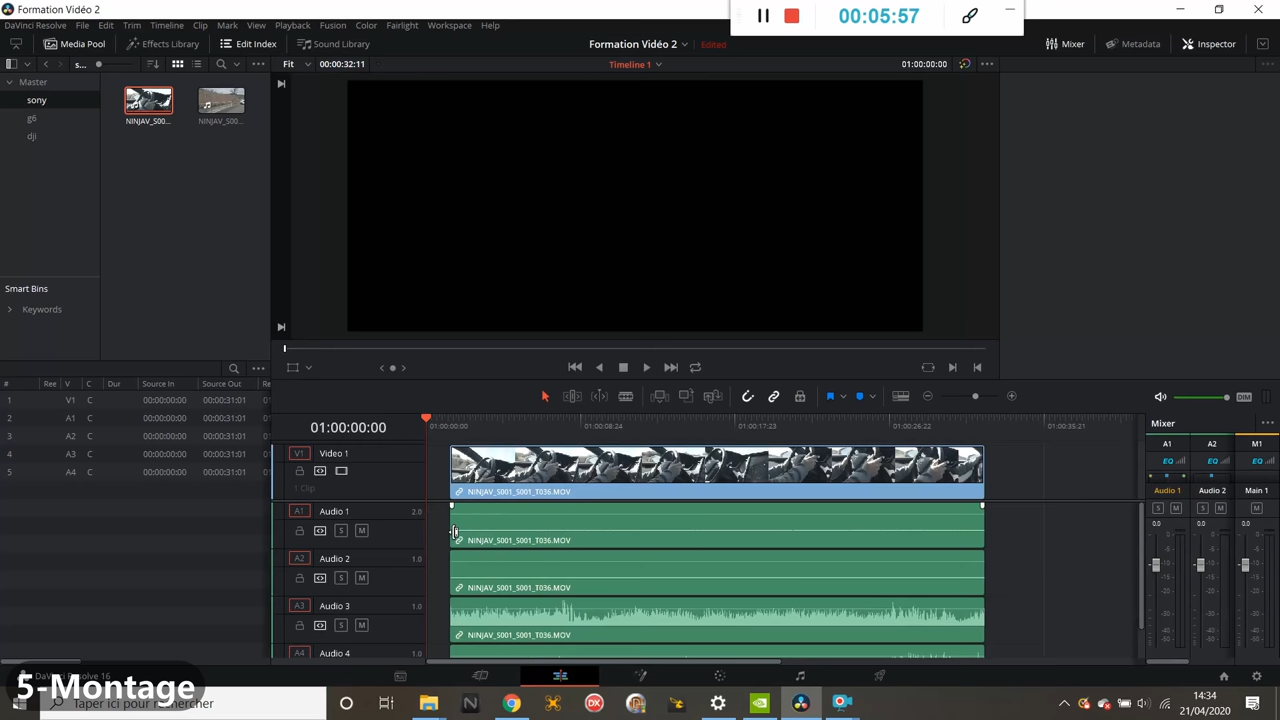 Formation Vidéo 2
00:05:57
DaVinci Resolve File Edit Trim Timeline Clip Mark View Playback Fusion Color Fairlight Workspace Help
Media Pool Effects Library Edit Index Sound Library
Formation Vidéo 2 Edited
Mixer Metadata Inspector
s... Fit 00:00:32:11 Timeline 1 01:00:00:00
Master
sony
g6
dji
NINJAV_S00... NINJAV_S00...
Smart Bins
Keywords
# Ree V C Dur Source In Source Out Re
1 V1 C 00:00:00:00 00:00:31:01 01
2 A1 C 00:00:00:00 00:00:31:01 01
3 A2 C 00:00:00:00 00:00:31:01 01
4 A3 C 00:00:00:00 00:00:31:01 01
5 A4 C 00:00:00:00 00:00:31:01 01
DIM
01:00:00:00
01:00:00:00 01:00:08:24 01:00:17:23 01:00:26:22 01:00:35:21
V1 Video 1
1 Clip
NINJAV_S001_S001_T036.MOV
A1 Audio 1 2.0
S M
NINJAV_S001_S001_T036.MOV
A2 Audio 2 1.0
S M
NINJAV_S001_S001_T036.MOV
A3 Audio 3 1.0
S M
NINJAV_S001_S001_T036.MOV
A4 Audio 4 1.0
Mixer
A1 A2 M1
EQ EQ EQ
Audio 1 Audio 2 Main 1
S M S M M
0.0 0.0 0.0
5-Montage
Taper ici pour rechercher
14:34
21/04/2020